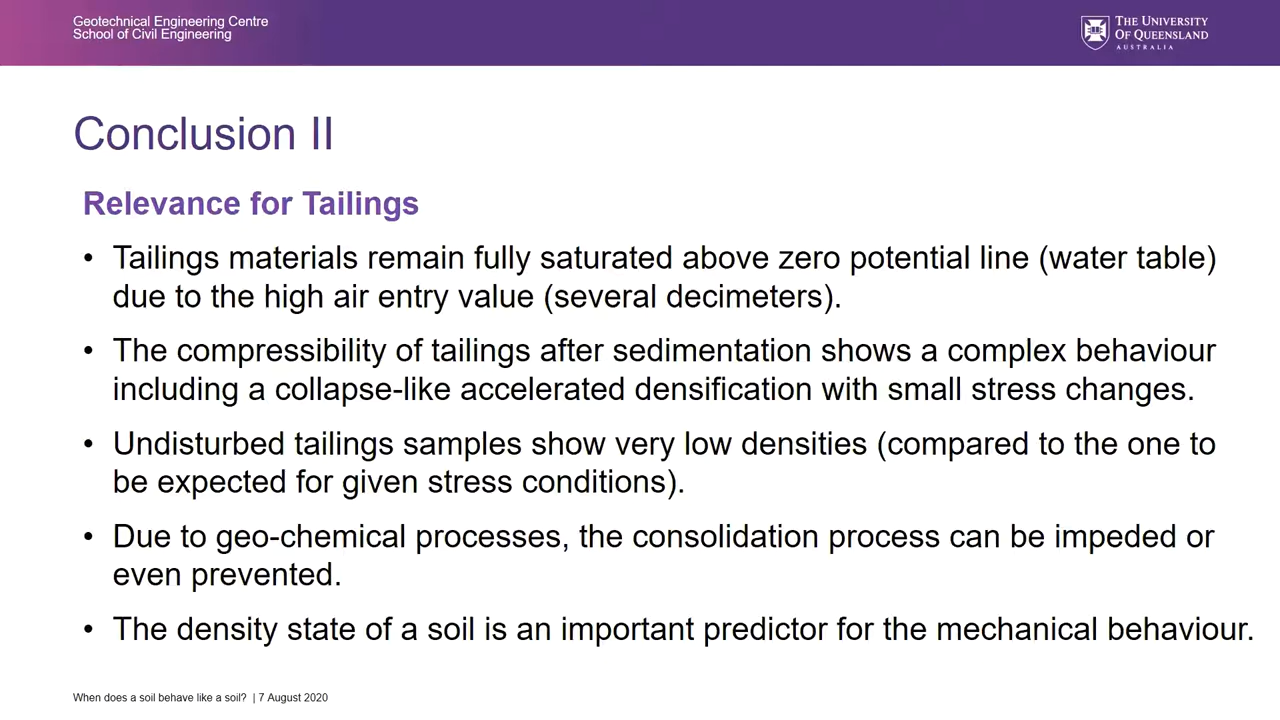 Geotechnical Engineering Centre
School of Civil Engineering
THE UNIVERSITY
OF QUEENSLAND
AUSTRALIA
Conclusion II
Relevance for Tailings
• Tailings materials remain fully saturated above zero potential line (water table)
due to the high air entry value (several decimeters).
• The compressibility of tailings after sedimentation shows a complex behaviour
including a collapse-like accelerated densification with small stress changes.
• Undisturbed tailings samples show very low densities (compared to the one to
be expected for given stress conditions).
• Due to geo-chemical processes, the consolidation process can be impeded or
even prevented.
• The density state of a soil is an important predictor for the mechanical behaviour.
When does a soil behave like a soil? | 7 August 2020